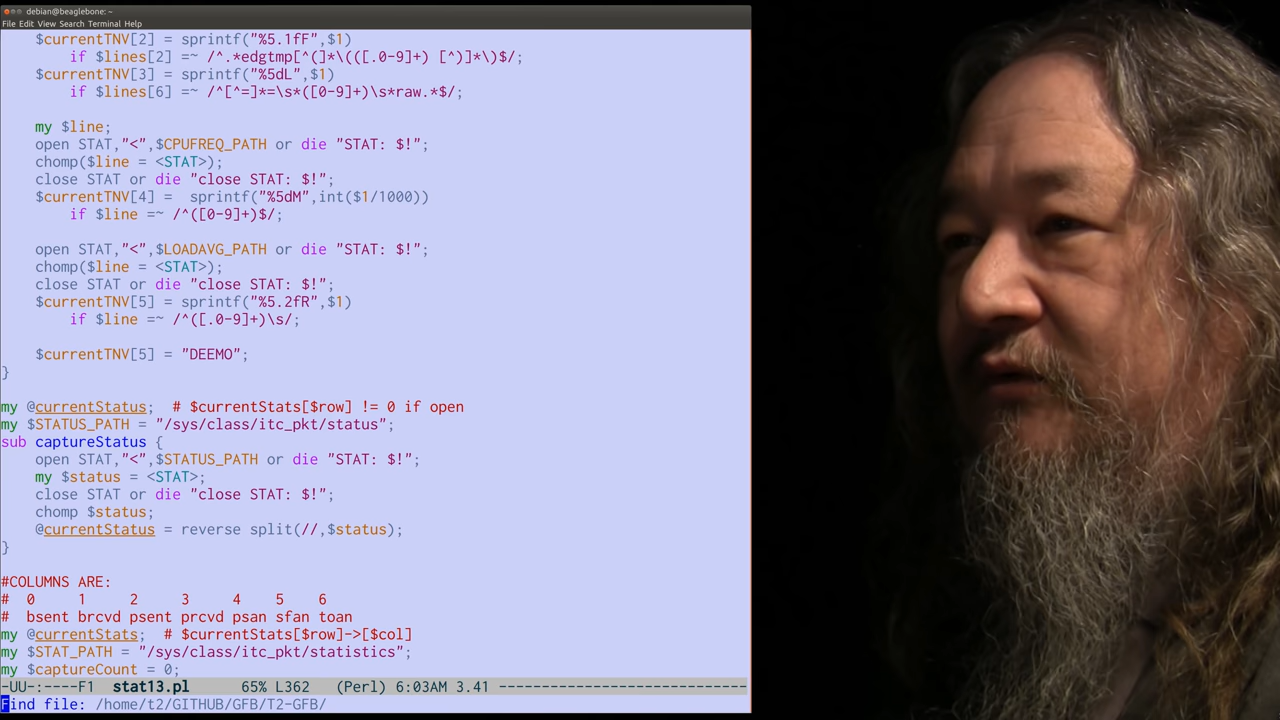 debian@beaglebone: ~
File Edit View Search Terminal Help
$currentTNV[2] = sprintf("%5.1fF",$1)
if $lines[2] =~ /^.*edgtmp[^(]*\(([.0-9]+) [^)]*\)$/;
$currentTNV[3] = sprintf("%5dL",$1)
if $lines[6] =~ /^[^=]*=\s*([0-9]+)\s*raw.*$/;
my $line;
open STAT,"<",$CPUFREQ_PATH or die "STAT: $!";
chomp($line = <STAT>);
close STAT or die "close STAT: $!";
$currentTNV[4] =  sprintf("%5dM",int($1/1000))
if $line =~ /^([0-9]+)$/;
open STAT,"<",$LOADAVG_PATH or die "STAT: $!";
chomp($line = <STAT>);
close STAT or die "close STAT: $!";
$currentTNV[5] = sprintf("%5.2fR",$1)
if $line =~ /^([.0-9]+)\s/;
$currentTNV[5] = "DEEMO";
}
my @currentStatus;  # $currentStats[$row] != 0 if open
my $STATUS_PATH = "/sys/class/itc_pkt/status";
sub captureStatus {
open STAT,"<",$STATUS_PATH or die "STAT: $!";
my $status = <STAT>;
close STAT or die "close STAT: $!";
chomp $status;
@currentStatus = reverse split(//,$status);
}
#COLUMNS ARE:
#  0     1     2     3     4    5    6
#  bsent brcvd psent prcvd psan sfan toan
my @currentStats;  # $currentStats[$row]->[$col]
my $STAT_PATH = "/sys/class/itc_pkt/statistics";
my $captureCount = 0;
-UU-:----F1  stat13.pl      65% L362   (Perl) 6:03AM 3.41 -----------------------------
Find file: /home/t2/GITHUB/GFB/T2-GFB/